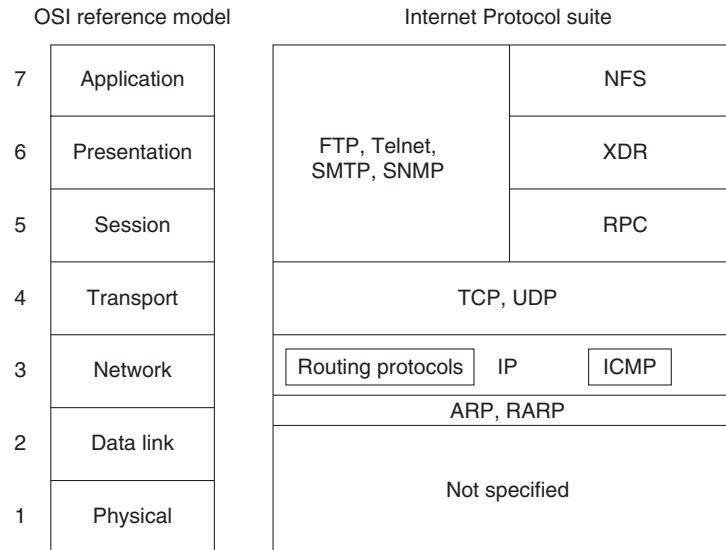 OSI reference model
Internet Protocol suite
7
Application
6
Presentation
5
Session
4
Transport
3
Network
2
Data link
1
Physical
FTP, Telnet,
SMTP, SNMP
NFS
XDR
RPC
TCP, UDP
Routing protocols
IP
ICMP
ARP, RARP
Not specified